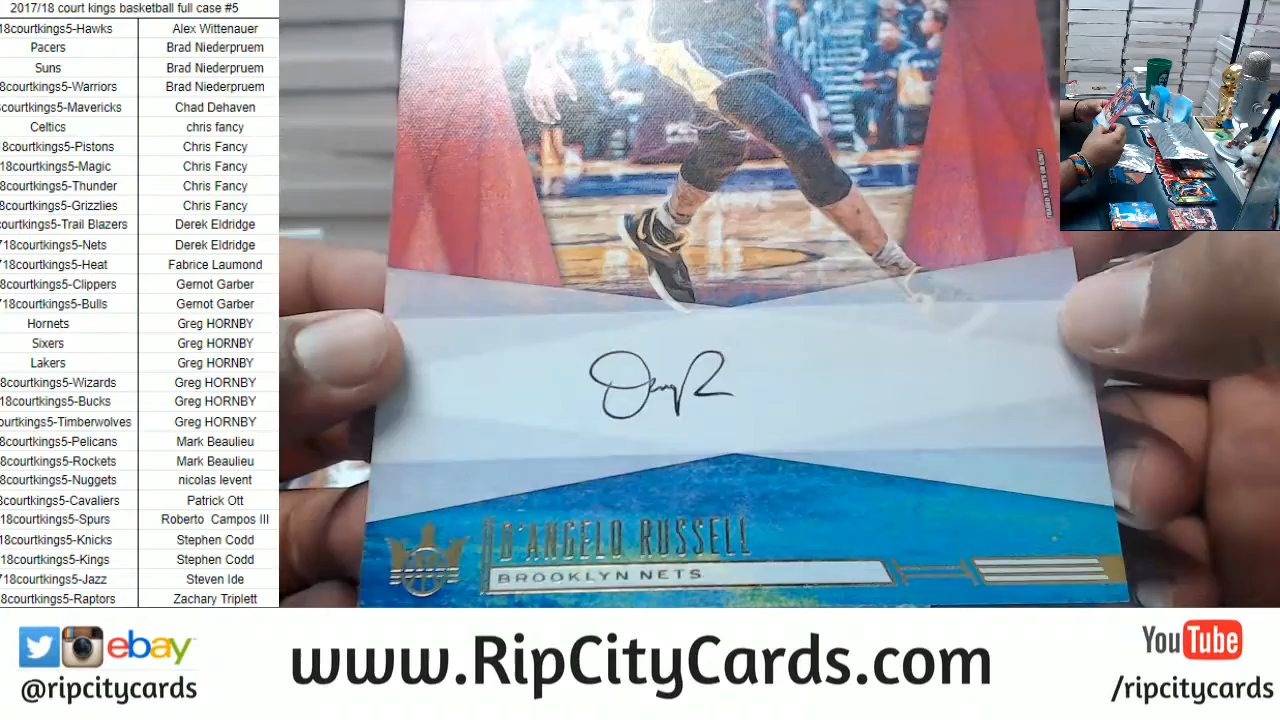 2017/18 court kings basketball full case #5
18courtkings5-Hawks Alex Wittenauer
Pacers Brad Niederpruem
Suns Brad Niederpruem
8courtkings5-Warriors Brad Niederpruem
courtkings5-Mavericks Chad Dehaven
Celtics chris fancy
8courtkings5-Pistons Chris Fancy
18courtkings5-Magic Chris Fancy
8courtkings5-Thunder Chris Fancy
8courtkings5-Grizzlies Chris Fancy
courtkings5-Trail Blazers Derek Eldridge
718courtkings5-Nets Derek Eldridge
718courtkings5-Heat Fabrice Laumond
8courtkings5-Clippers Gernot Garber
718courtkings5-Bulls Gernot Garber
Hornets Greg HORNBY
Sixers Greg HORNBY
Lakers Greg HORNBY
8courtkings5-Wizards Greg HORNBY
18courtkings5-Bucks Greg HORNBY
ourtkings5-Timberwolves Greg HORNBY
8courtkings5-Pelicans Mark Beaulieu
8courtkings5-Rockets Mark Beaulieu
8courtkings5-Nuggets nicolas levent
8courtkings5-Cavaliers Patrick Ott
18courtkings5-Spurs Roberto Campos III
18courtkings5-Knicks Stephen Codd
18courtkings5-Kings Stephen Codd
718courtkings5-Jazz Steven Ide
8courtkings5-Raptors Zachary Triplett
D'ANGELO RUSSELL
BROOKLYN NETS
ebay
@ripcitycards
www.RipCityCards.com
YouTube
/ripcitycards